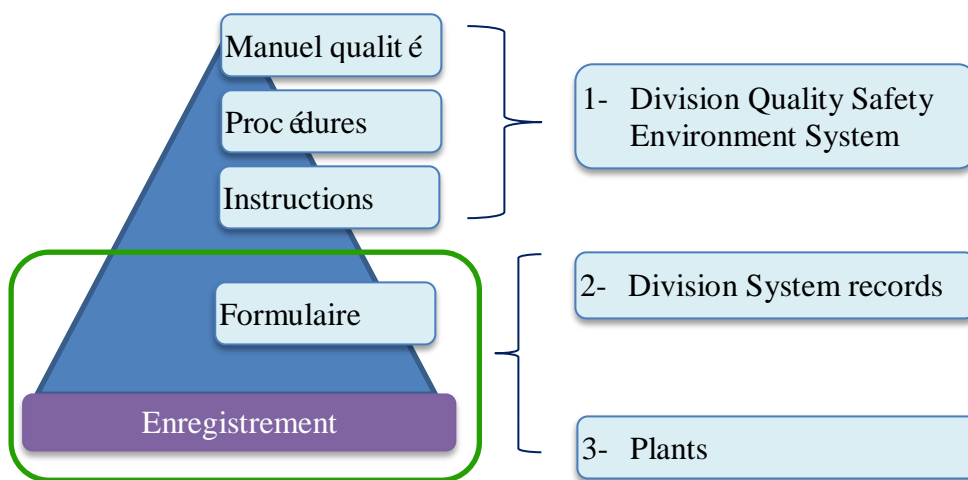 Manuel qualit é
Proc édures
Instructions
Formulaire
Enregistrement
1- Division Quality Safety
Environment System
2- Division System records
3- Plants